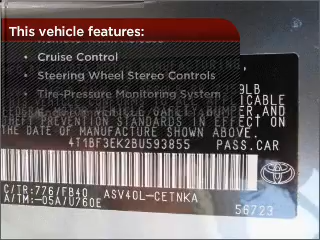 This vehicle features:
• Cruise Control
• Steering Wheel Stereo Controls
• Tire-Pressure Monitoring System
9LB
ICABLE
AND
THEFT PREVENTION STANDARDS IN EFFECT ON
THE DATE OF MANUFACTURE SHOWN ABOVE.
4T1BF3EK2BU593855 PASS.CAR
C/TR:776/FB40 ASV40L-CETNKA
A/TM:-05A/U760E
56723